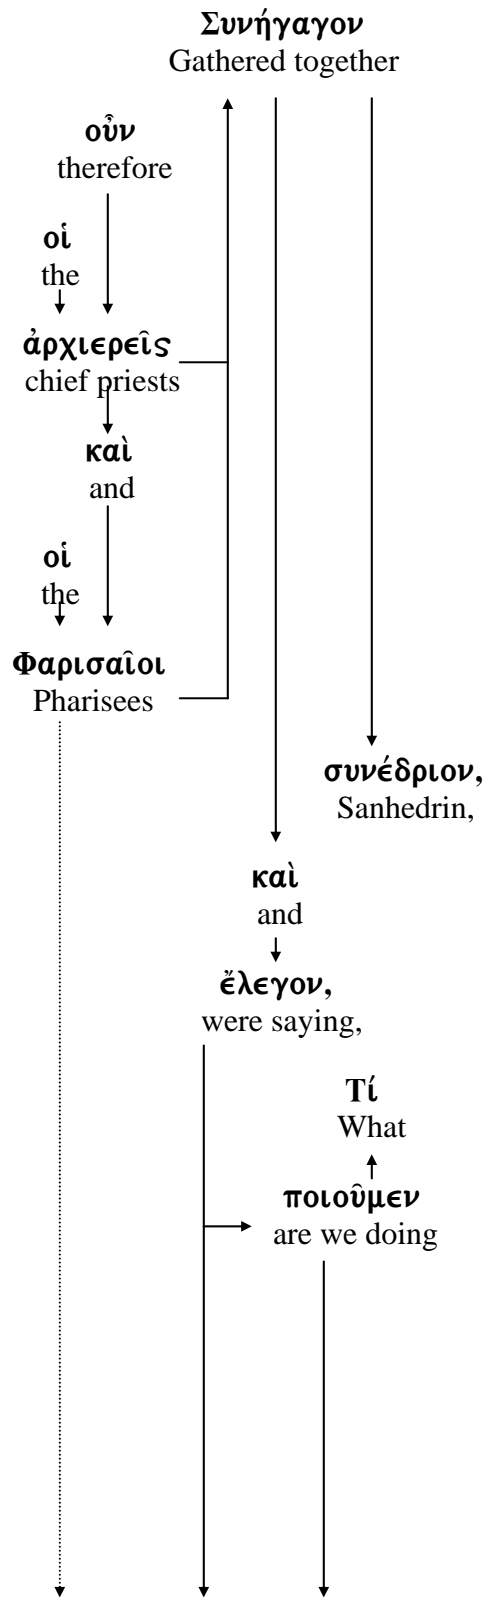 Συνήγαγον
Gathered together
οὖν
therefore
οἱ
the
ἀρχιερεῖς
chief priests
καὶ
and
οἱ
the
Φαρισαῖοι
Pharisees
συνέδριον,
Sanhedrin,
καὶ
and
ἔλεγον,
were saying,
Τί
What
ποιοῦμεν
are we doing